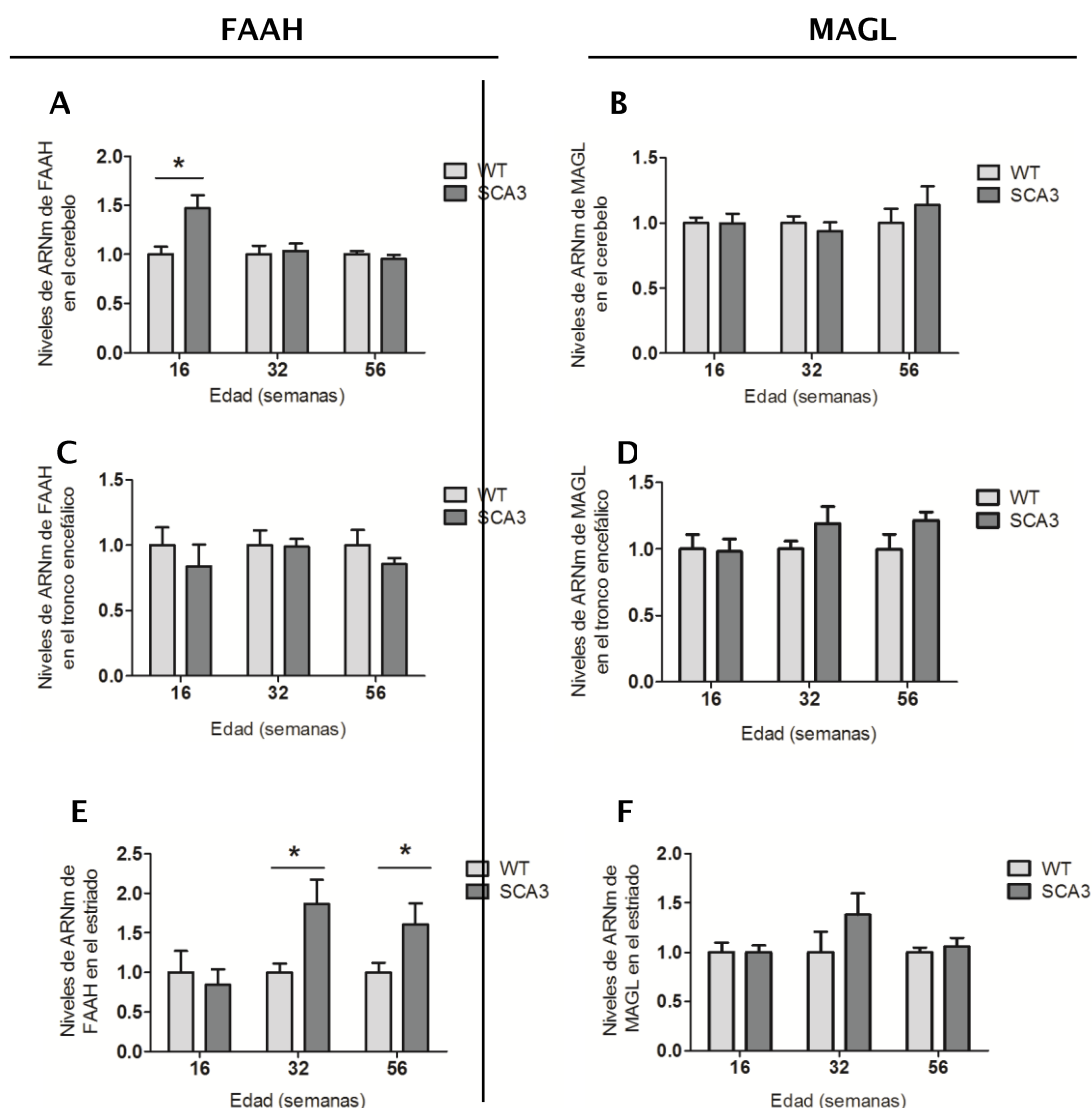 FAAH
MAGL
A
Niveles de ARNm de FAAH
en el cerebelo
2.0
1.5
1.0
0.5
0.0
*
WT
SCA3
16
32
56
Edad (semanas)
B
Niveles de ARNm de MAGL
en el cerebelo
1.5
1.0
0.5
0.0
WT
SCA3
16
32
56
Edad (semanas)
C
Niveles de ARNm de FAAH
en el tronco encefálico
1.5
1.0
0.5
0.0
WT
SCA3
16
32
56
Edad (semanas)
D
Niveles de ARNm de MAGL
en el tronco encefálico
1.5
1.0
0.5
0.0
WT
SCA3
16
32
56
Edad (semanas)
E
Niveles de ARNm de
FAAH en el estriado
2.5
2.0
1.5
1.0
0.5
0.0
*
*
WT
SCA3
16
32
56
Edad (semanas)
F
Niveles de ARNm de
MAGL en el estriado
2.0
1.5
1.0
0.5
0.0
WT
SCA3
16
32
56
Edad (semanas)